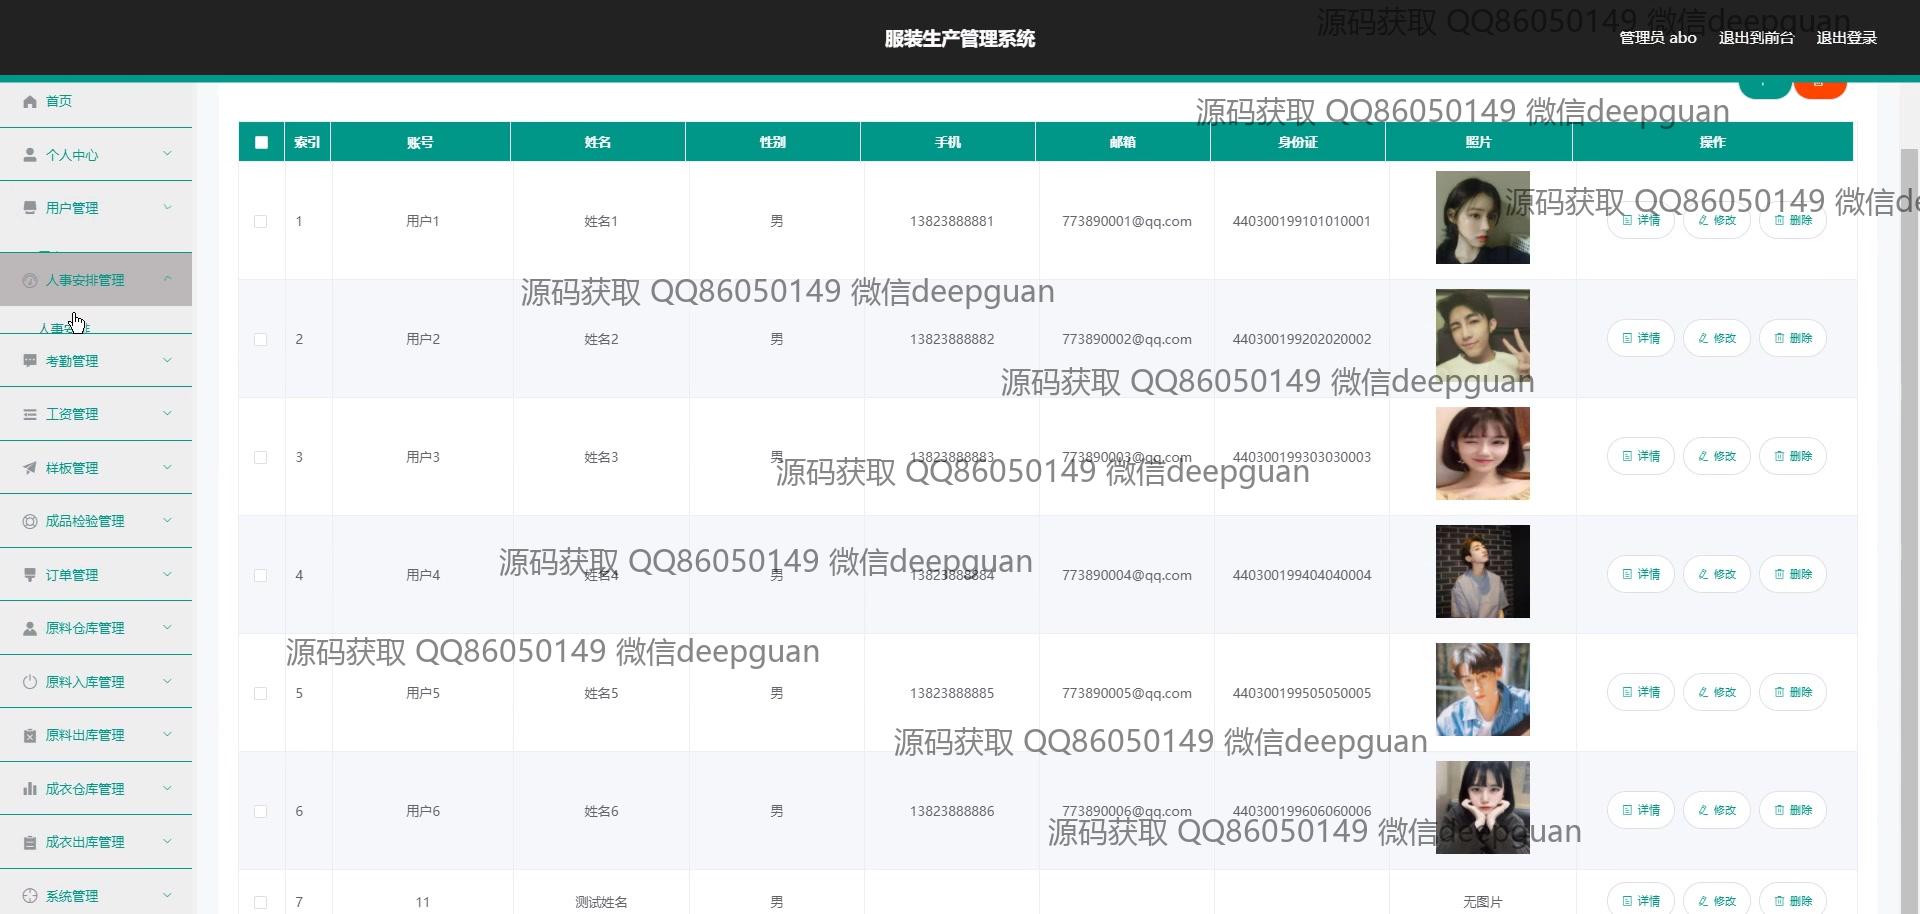 服装生产管理系统
源码获取 QQ86050149 微信deepguan
管理员 abo 退出到前台 退出登录
首页
个人中心
用户管理
人事安排管理
人事安排
考勤管理
工资管理
样板管理
成品检验管理
订单管理
原料仓库管理
原料入库管理
原料出库管理
成衣仓库管理
成衣出库管理
系统管理
源码获取 QQ86050149 微信deepguan
索引 账号 姓名 性别 手机 邮箱 身份证 照片 操作
源码获取 QQ86050149 微信de
1 用户1 姓名1 男 13823888881 773890001@qq.com 440300199101010001 详情 修改 删除
源码获取 QQ86050149 微信deepguan
2 用户2 姓名2 男 13823888882 773890002@qq.com 440300199202020002 详情 修改 删除
源码获取 QQ86050149 微信deepguan
3 用户3 姓名3 男 13823888883 773890003@qq.com 440300199303030003 详情 修改 删除
源码获取 QQ86050149 微信deepguan
源码获取 QQ86050149 微信deepguan
4 用户4 姓名4 男 13823888884 773890004@qq.com 440300199404040004 详情 修改 删除
源码获取 QQ86050149 微信deepguan
5 用户5 姓名5 男 13823888885 773890005@qq.com 440300199505050005 详情 修改 删除
源码获取 QQ86050149 微信deepguan
6 用户6 姓名6 男 13823888886 773890006@qq.com 440300199606060006 详情 修改 删除
源码获取 QQ86050149 微信deepguan
7 11 测试姓名 男 无图片 详情 修改 删除